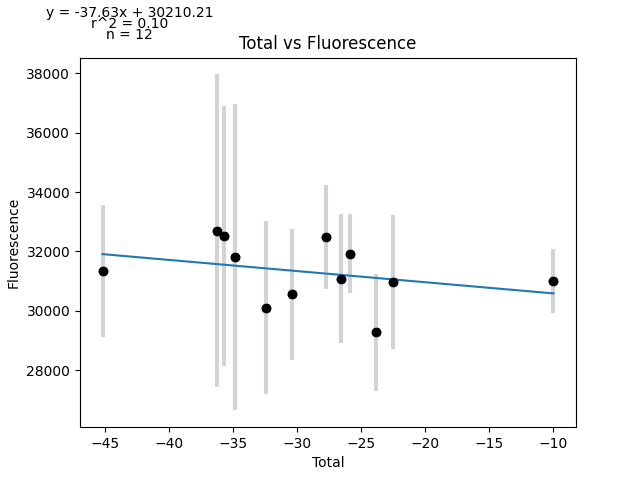 y = -37.63x + 30210.21
r^2 = 0.10
n = 12
Total vs Fluorescence
38000
36000
34000
32000
30000
28000
Fluorescence
−45
−40
−35
−30
−25
−20
−15
−10
Total